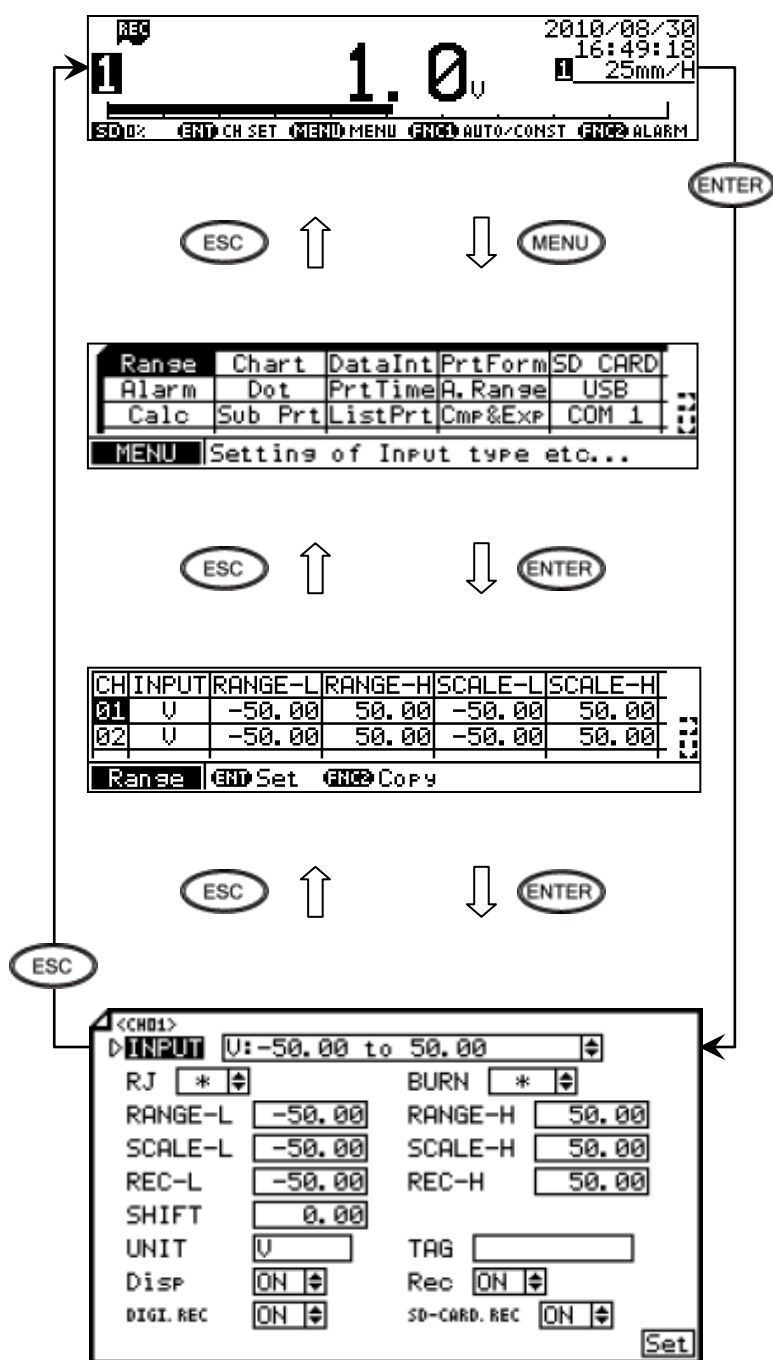 REC
2010/08/30
16:49:18
1 1.0V 1 25mm/H
SD 0% ENT CH SET MENU MENU FNC1 AUTO/CONST FNC2 ALARM
ENTER
ESC MENU
Range Chart DataInt PrtForm SD CARD
Alarm Dot PrtTime A.Range USB
Calc Sub Prt ListPrt Cmp&Exp COM 1
MENU Setting of Input type etc...
ESC ENTER
CH INPUT RANGE-L RANGE-H SCALE-L SCALE-H
01 V -50.00 50.00 -50.00 50.00
02 V -50.00 50.00 -50.00 50.00
Range ENT Set FNC2 Copy
ESC ENTER
ESC
<CH01>
INPUT V:-50.00 to 50.00
RJ * BURN *
RANGE-L -50.00 RANGE-H 50.00
SCALE-L -50.00 SCALE-H 50.00
REC-L -50.00 REC-H 50.00
SHIFT 0.00
UNIT V TAG
Disp ON Rec ON
DIGI.REC ON SD-CARD.REC ON
Set